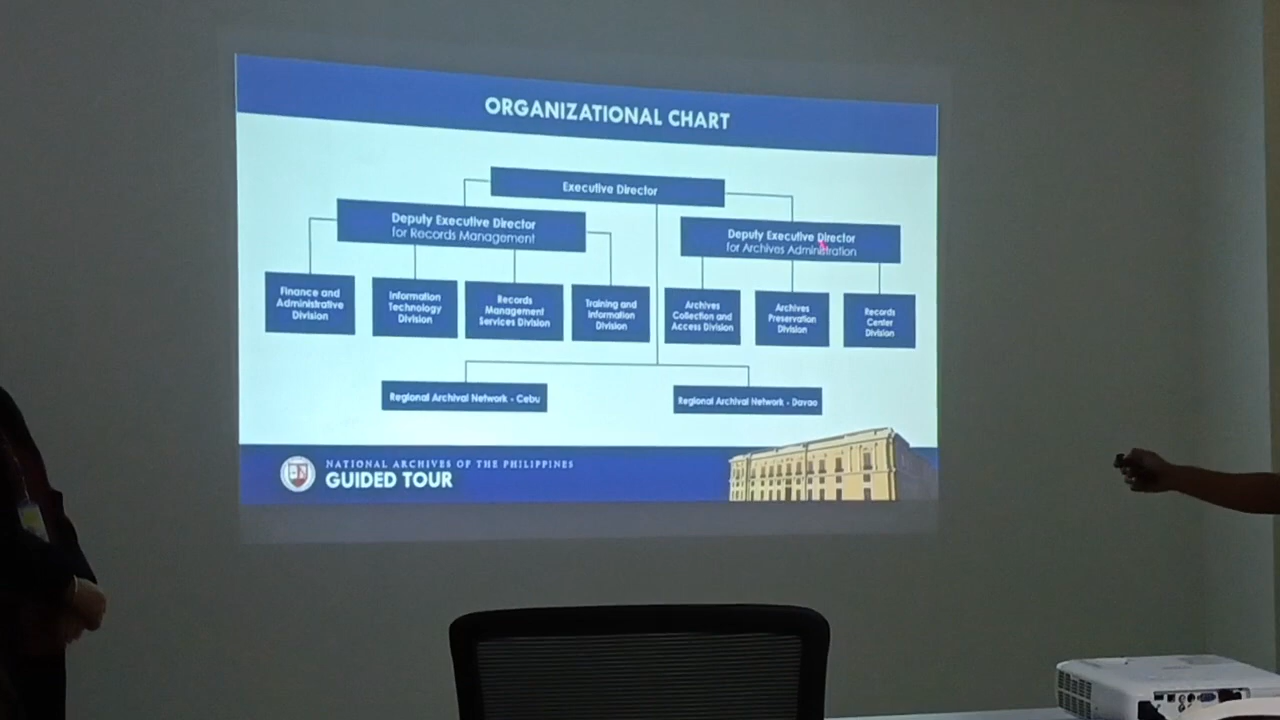 ORGANIZATIONAL CHART
Executive Director
Deputy Executive Director
for Records Management
Deputy Executive Director
for Archives Administration
Finance and
Administrative
Division
Information
Technology
Division
Records
Management
Services Division
Training and
Information
Division
Archives
Collection and
Access Division
Archives
Preservation
Division
Records
Center
Division
Regional Archival Network - Cebu
Regional Archival Network - Davao
NATIONAL ARCHIVES OF THE PHILIPPINES
GUIDED TOUR